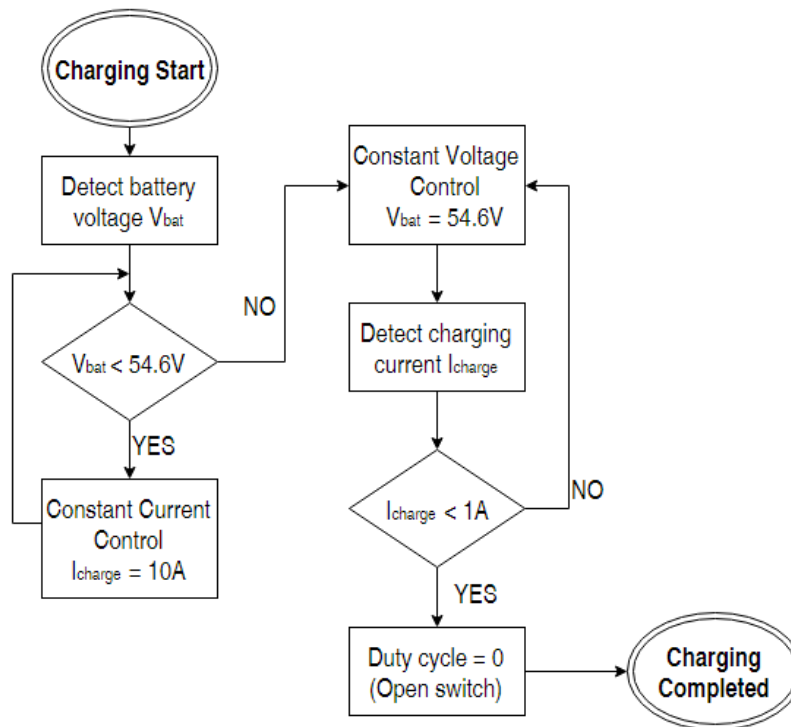 Charging Start
Detect battery
voltage Vbat
Vbat < 54.6V
YES
NO
Constant Current
Control
Icharge = 10A
Constant Voltage
Control
Vbat = 54.6V
Detect charging
current Icharge
Icharge < 1A
NO
YES
Duty cycle = 0
(Open switch)
Charging
Completed